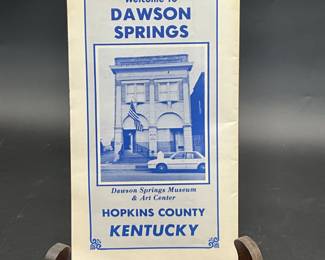 Welcome To
DAWSON
SPRINGS
Dawson Springs Museum
& Art Center
HOPKINS COUNTY
KENTUCKY